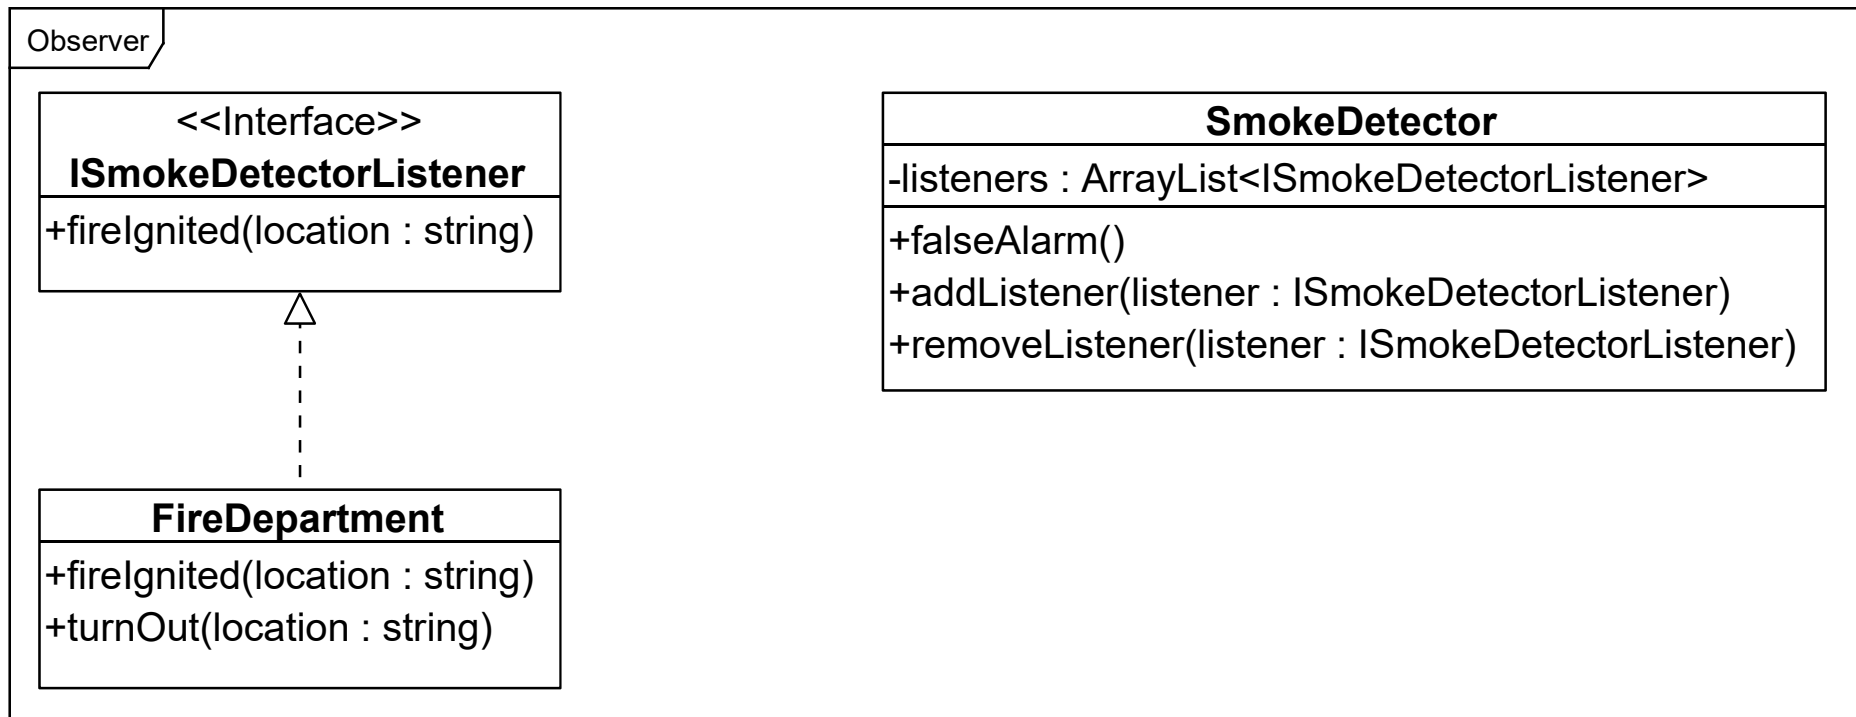 Observer
<<Interface>>
ISmokeDetectorListener
+fireIgnited(location : string)
FireDepartment
+fireIgnited(location : string)
+turnOut(location : string)
SmokeDetector
-listeners : ArrayList<ISmokeDetectorListener>
+falseAlarm()
+addListener(listener : ISmokeDetectorListener)
+removeListener(listener : ISmokeDetectorListener)